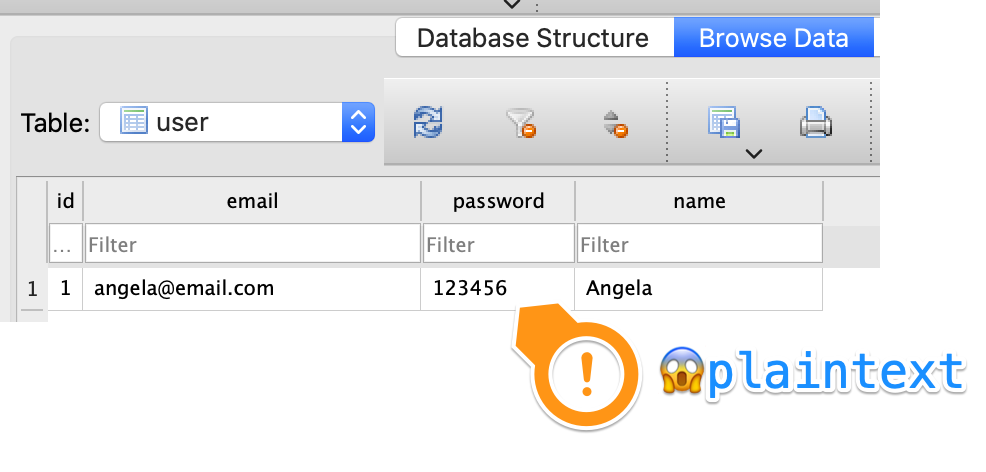 Database Structure Browse Data
Table: user
id email password name
... Filter Filter Filter
1 1 angela@email.com 123456 Angela
!
😱plaintext